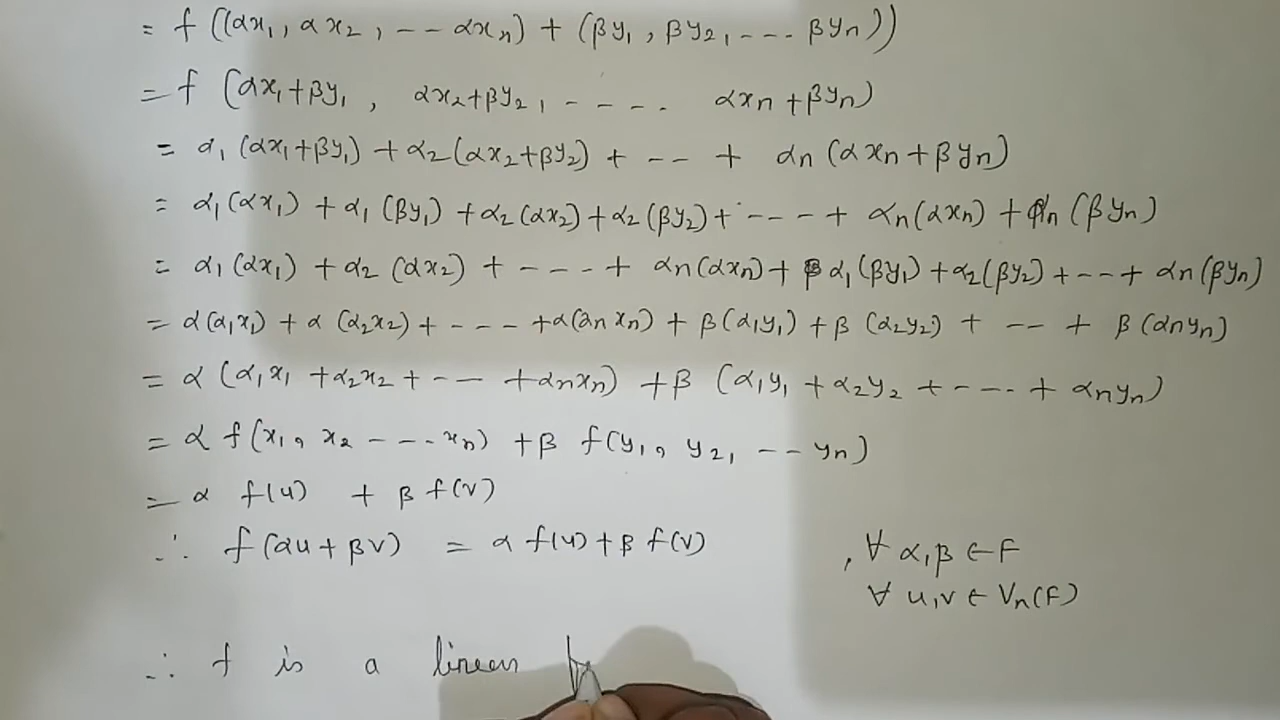 = f ((αx₁, αx₂, --- αxₙ) + (βy₁, βy₂, --- βyₙ))
= f (αx₁+βy₁, αx₂+βy₂, ----- αxₙ+βyₙ)
= α₁(αx₁+βy₁) + α₂(αx₂+βy₂) + --- + αₙ(αxₙ+βyₙ)
= α₁(αx₁) + α₁(βy₁) + α₂(αx₂) + α₂(βy₂) + ---- + αₙ(αxₙ) + αₙ(βyₙ)
= α₁(αx₁) + α₂(αx₂) + ---- + αₙ(αxₙ) + α₁(βy₁) + α₂(βy₂) + --- + αₙ(βyₙ)
= α(α₁x₁) + α(α₂x₂) + ---- + α(aₙxₙ) + β(α₁y₁) + β(α₂y₂) + --- + β(αₙyₙ)
= α(α₁x₁ + α₂x₂ + --- + αₙxₙ) + β(α₁y₁ + α₂y₂ + ---- + αₙyₙ)
= α f(x₁, x₂ ---- xₙ) + β f(y₁, y₂, --- yₙ)
= α f(u) + β f(v)
∴ f(αu + βv) = α f(u) + β f(v) , ∀ α,β ∈ F
∀ u,v ∈ Vₙ(F)
∴ f is a linear